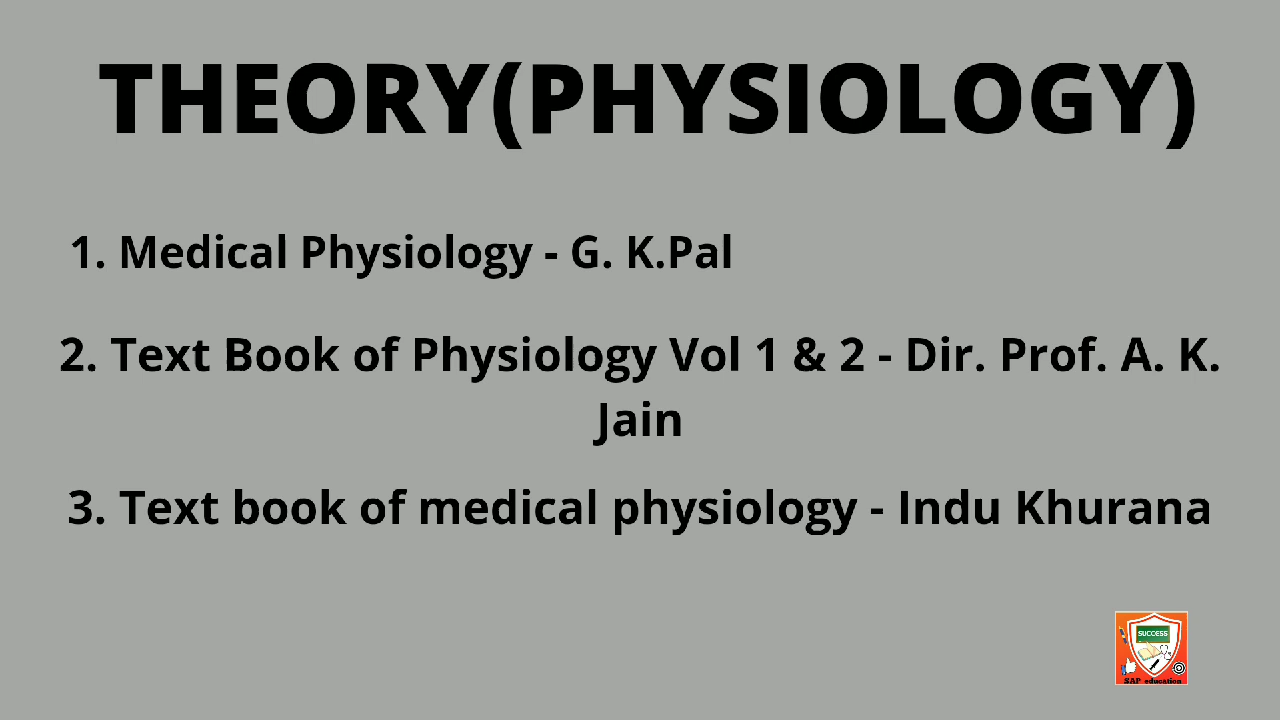 THEORY(PHYSIOLOGY)
1. Medical Physiology - G. K.Pal
2. Text Book of Physiology Vol 1 & 2 - Dir. Prof. A. K.
Jain
3. Text book of medical physiology - Indu Khurana
SUCCESS
SAP education